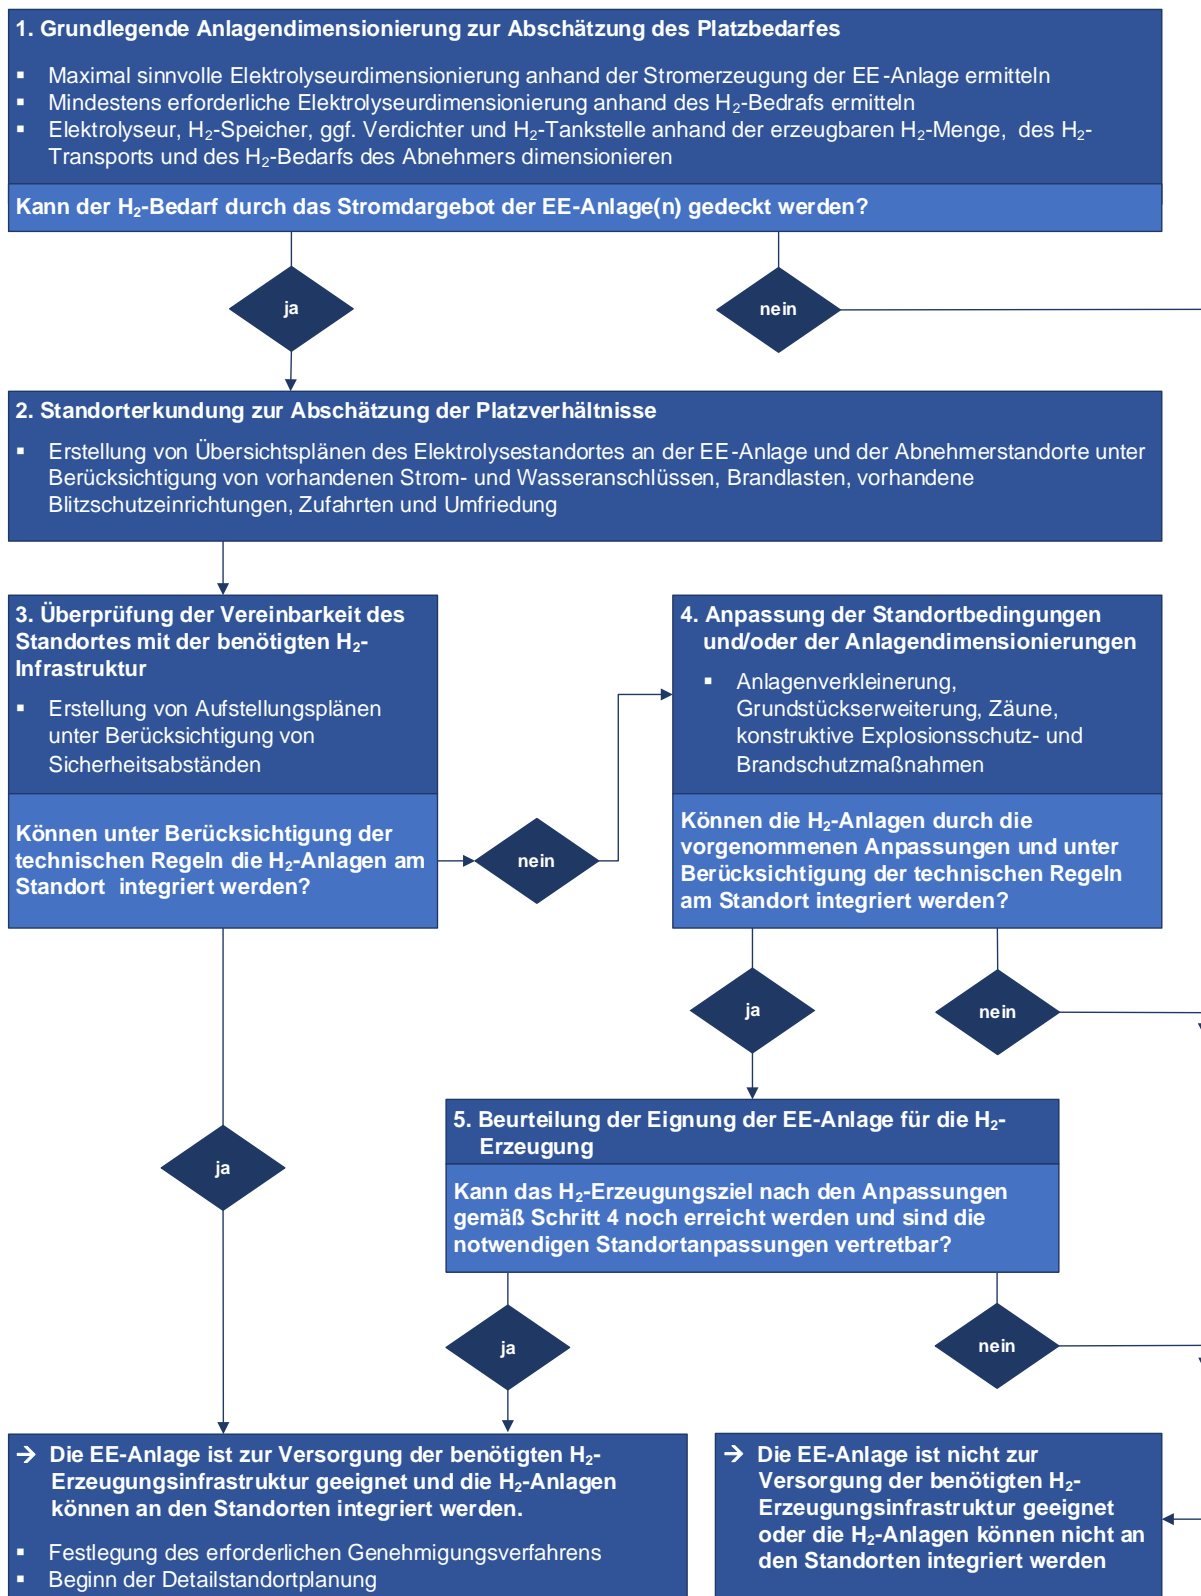 1. Grundlegende Anlagendimensionierung zur Abschätzung des Platzbedarfes
▪ Maximal sinnvolle Elektrolyseurdimensionierung anhand der Stromerzeugung der EE-Anlage ermitteln
▪ Mindestens erforderliche Elektrolyseurdimensionierung anhand des H₂-Bedrafs ermitteln
▪ Elektrolyseur, H₂-Speicher, ggf. Verdichter und H₂-Tankstelle anhand der erzeugbaren H₂-Menge, des H₂-
Transports und des H₂-Bedarfs des Abnehmers dimensionieren
Kann der H₂-Bedarf durch das Stromdargebot der EE-Anlage(n) gedeckt werden?
ja
nein
2. Standorterkundung zur Abschätzung der Platzverhältnisse
▪ Erstellung von Übersichtsplänen des Elektrolysestandortes an der EE-Anlage und der Abnehmerstandorte unter
Berücksichtigung von vorhandenen Strom- und Wasseranschlüssen, Brandlasten, vorhandene
Blitzschutzeinrichtungen, Zufahrten und Umfriedung
3. Überprüfung der Vereinbarkeit des
Standortes mit der benötigten H₂-
Infrastruktur
▪ Erstellung von Aufstellungsplänen
unter Berücksichtigung von
Sicherheitsabständen
Können unter Berücksichtigung der
technischen Regeln die H₂-Anlagen am
Standort integriert werden?
nein
4. Anpassung der Standortbedingungen
und/oder der Anlagendimensionierungen
▪ Anlagenverkleinerung,
Grundstückserweiterung, Zäune,
konstruktive Explosionsschutz- und
Brandschutzmaßnahmen
Können die H₂-Anlagen durch die
vorgenommenen Anpassungen und unter
Berücksichtigung der technischen Regeln
am Standort integriert werden?
ja
nein
5. Beurteilung der Eignung der EE-Anlage für die H₂-
Erzeugung
Kann das H₂-Erzeugungsziel nach den Anpassungen
gemäß Schritt 4 noch erreicht werden und sind die
notwendigen Standortanpassungen vertretbar?
ja
ja
nein
→ Die EE-Anlage ist zur Versorgung der benötigten H₂-
Erzeugungsinfrastruktur geeignet und die H₂-Anlagen
können an den Standorten integriert werden.
▪ Festlegung des erforderlichen Genehmigungsverfahrens
▪ Beginn der Detailstandortplanung
→ Die EE-Anlage ist nicht zur
Versorgung der benötigten H₂-
Erzeugungsinfrastruktur geeignet
oder die H₂-Anlagen können nicht an
den Standorten integriert werden